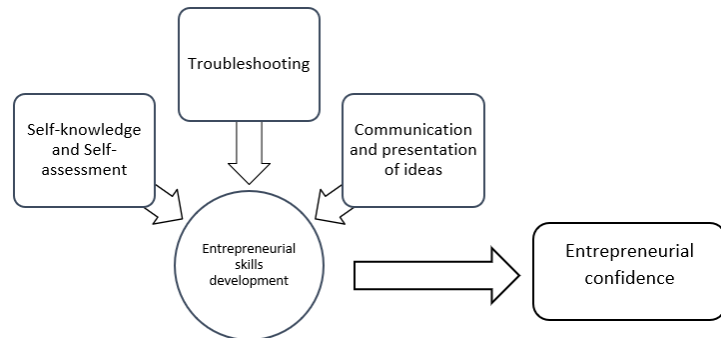 Troubleshooting
Self-knowledge
and Self-
assessment
Communication
and presentation
of ideas
Entrepreneurial
skills
development
Entrepreneurial
confidence